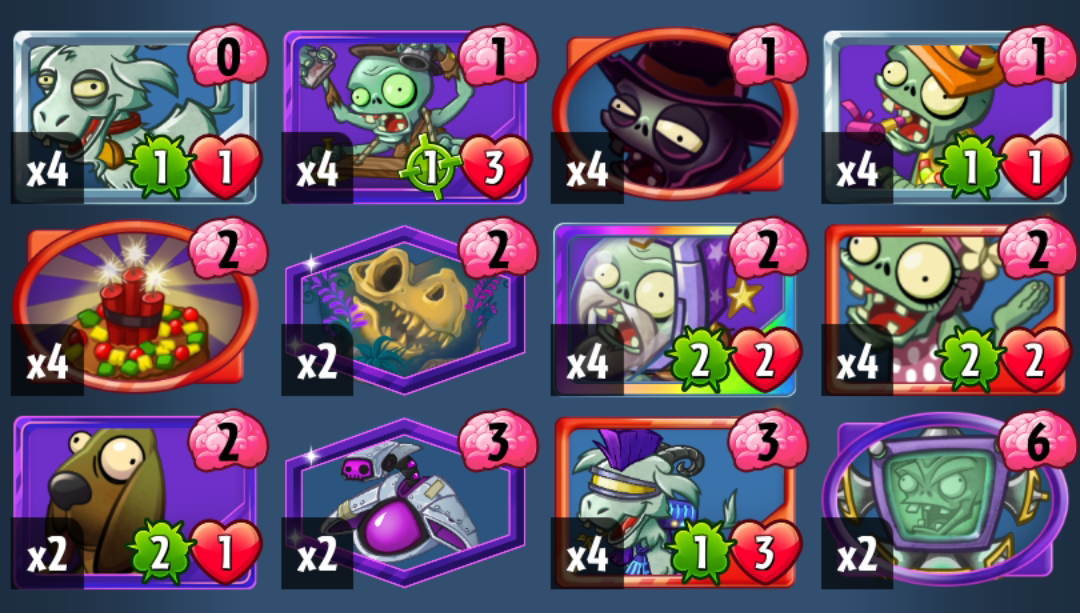 0 1 1 1
x4 1 1 x4 1 3 x4 x4 1 1
2 2 2 2
x4 x2 x4 2 2 x4 2 2
2 3 3 6
x2 2 1 x2 x4 1 3 x2